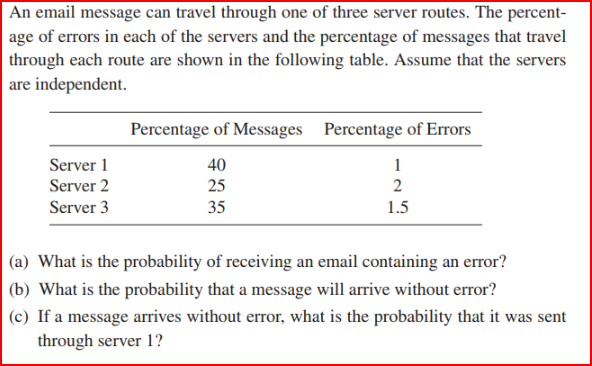 An email message can travel through one of three server routes. The percent-
age of errors in each of the servers and the percentage of messages that travel
through each route are shown in the following table. Assume that the servers
are independent.
Percentage of Messages Percentage of Errors
Server 1 40 1
Server 2 25 2
Server 3 35 1.5
(a) What is the probability of receiving an email containing an error?
(b) What is the probability that a message will arrive without error?
(c) If a message arrives without error, what is the probability that it was sent
through server 1?